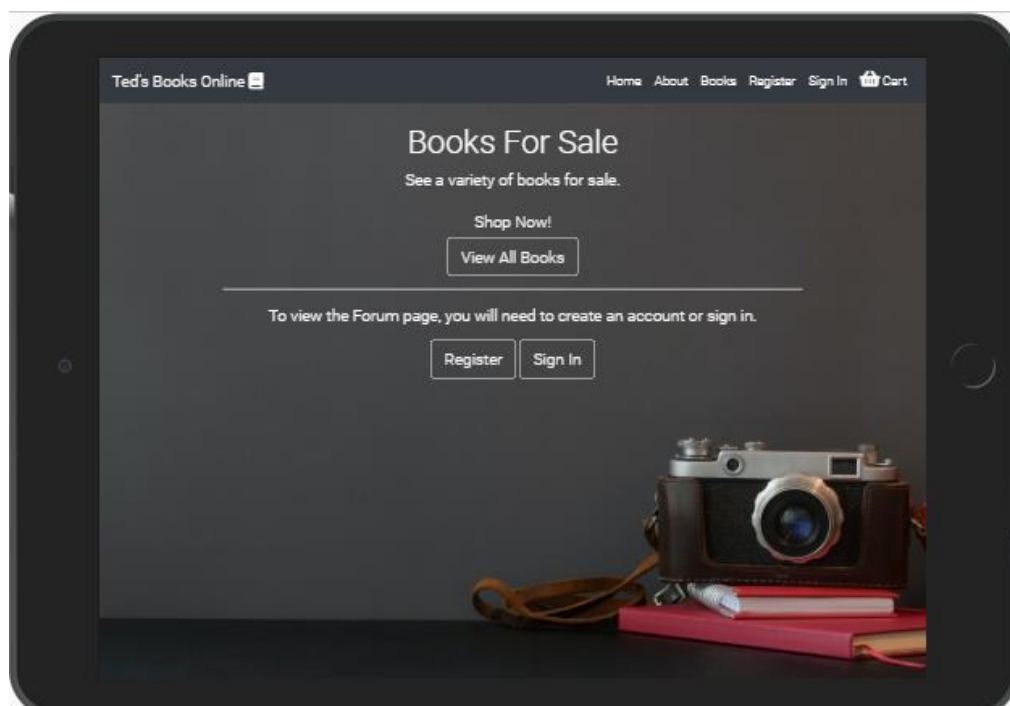 Ted's Books Online
Home About Books Register Sign In Cart
Books For Sale
See a variety of books for sale.
Shop Now!
View All Books
To view the Forum page, you will need to create an account or sign in.
Register Sign In